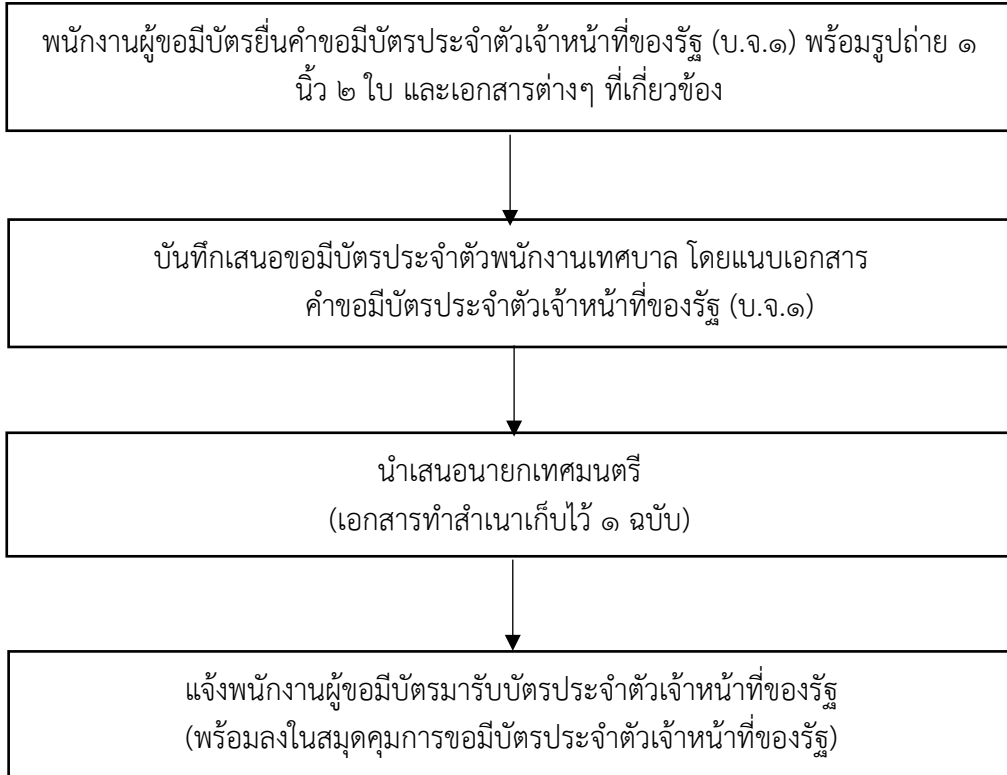 พนักงานผู้ขอมีบัตรยื่นคำขอมีบัตรประจำตัวเจ้าหน้าที่ของรัฐ (บ.จ.๑) พร้อมรูปถ่าย ๑
นิ้ว ๒ ใบ และเอกสารต่างๆ ที่เกี่ยวข้อง
บันทึกเสนอขอมีบัตรประจำตัวพนักงานเทศบาล โดยแนบเอกสาร
คำขอมีบัตรประจำตัวเจ้าหน้าที่ของรัฐ (บ.จ.๑)
นำเสนอนายกเทศมนตรี
(เอกสารทำสำเนาเก็บไว้ ๑ ฉบับ)
แจ้งพนักงานผู้ขอมีบัตรมารับบัตรประจำตัวเจ้าหน้าที่ของรัฐ
(พร้อมลงในสมุดคุมการขอมีบัตรประจำตัวเจ้าหน้าที่ของรัฐ)